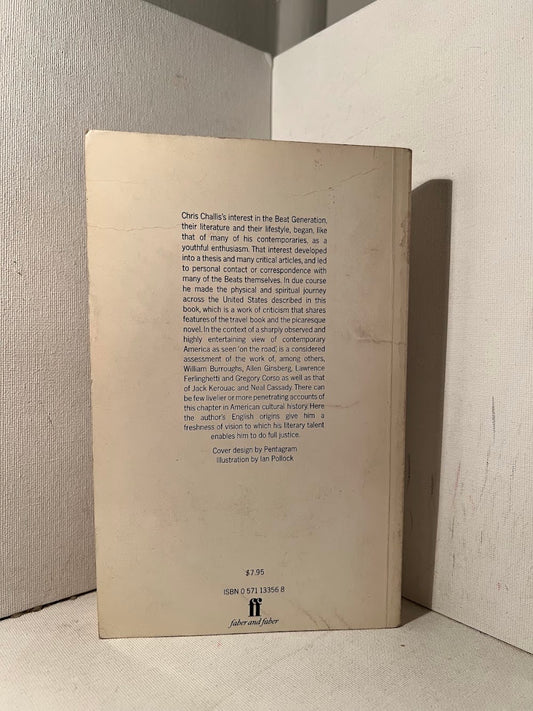 Chris Challis's interest in the Beat Generation,
their literature and their lifestyle, began, like
that of many of his contemporaries, as a
youthful enthusiasm. That interest developed
into a thesis and many critical articles, and led
to personal contact or correspondence with
many of the Beats themselves. In due course
he made the physical and spiritual journey
across the United States described in this
book, which is a work of criticism that shares
features of the travel book and the picaresque
novel. In the context of a sharply observed and
highly entertaining view of contemporary
America as seen 'on the road', is a considered
assessment of the work of, among others,
William Burroughs, Allen Ginsberg, Lawrence
Ferlinghetti and Gregory Corso as well as that
of Jack Kerouac and Neal Cassady. There can
be few livelier or more penetrating accounts of
this chapter in American cultural history. Here
the author's English origins give him a
freshness of vision to which his literary talent
enables him to do full justice.
Cover design by Pentagram
Illustration by Ian Pollock
$7.95
ISBN 0 571 13356 8
ff
faber and faber